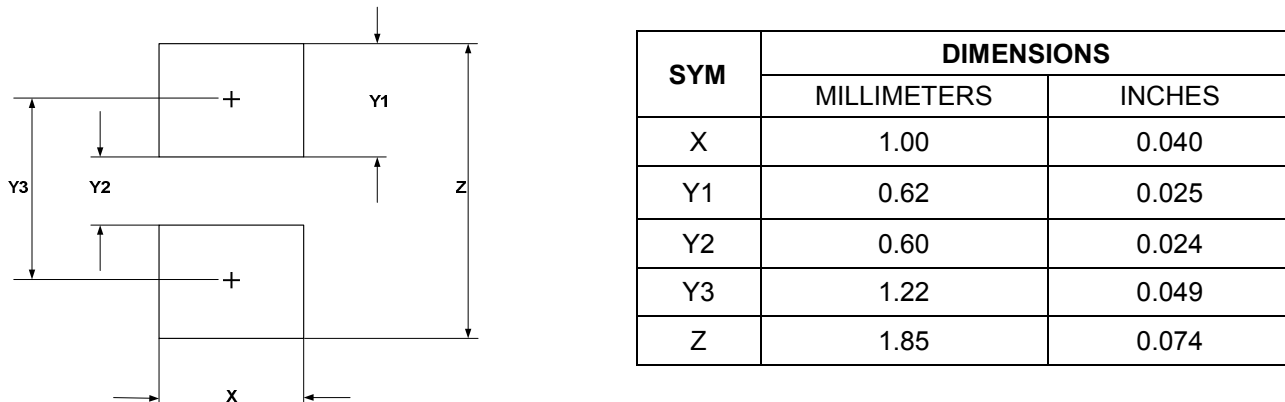 Y1
Y3
Y2
Z
X
SYM
DIMENSIONS
MILLIMETERS INCHES
X 1.00 0.040
Y1 0.62 0.025
Y2 0.60 0.024
Y3 1.22 0.049
Z 1.85 0.074